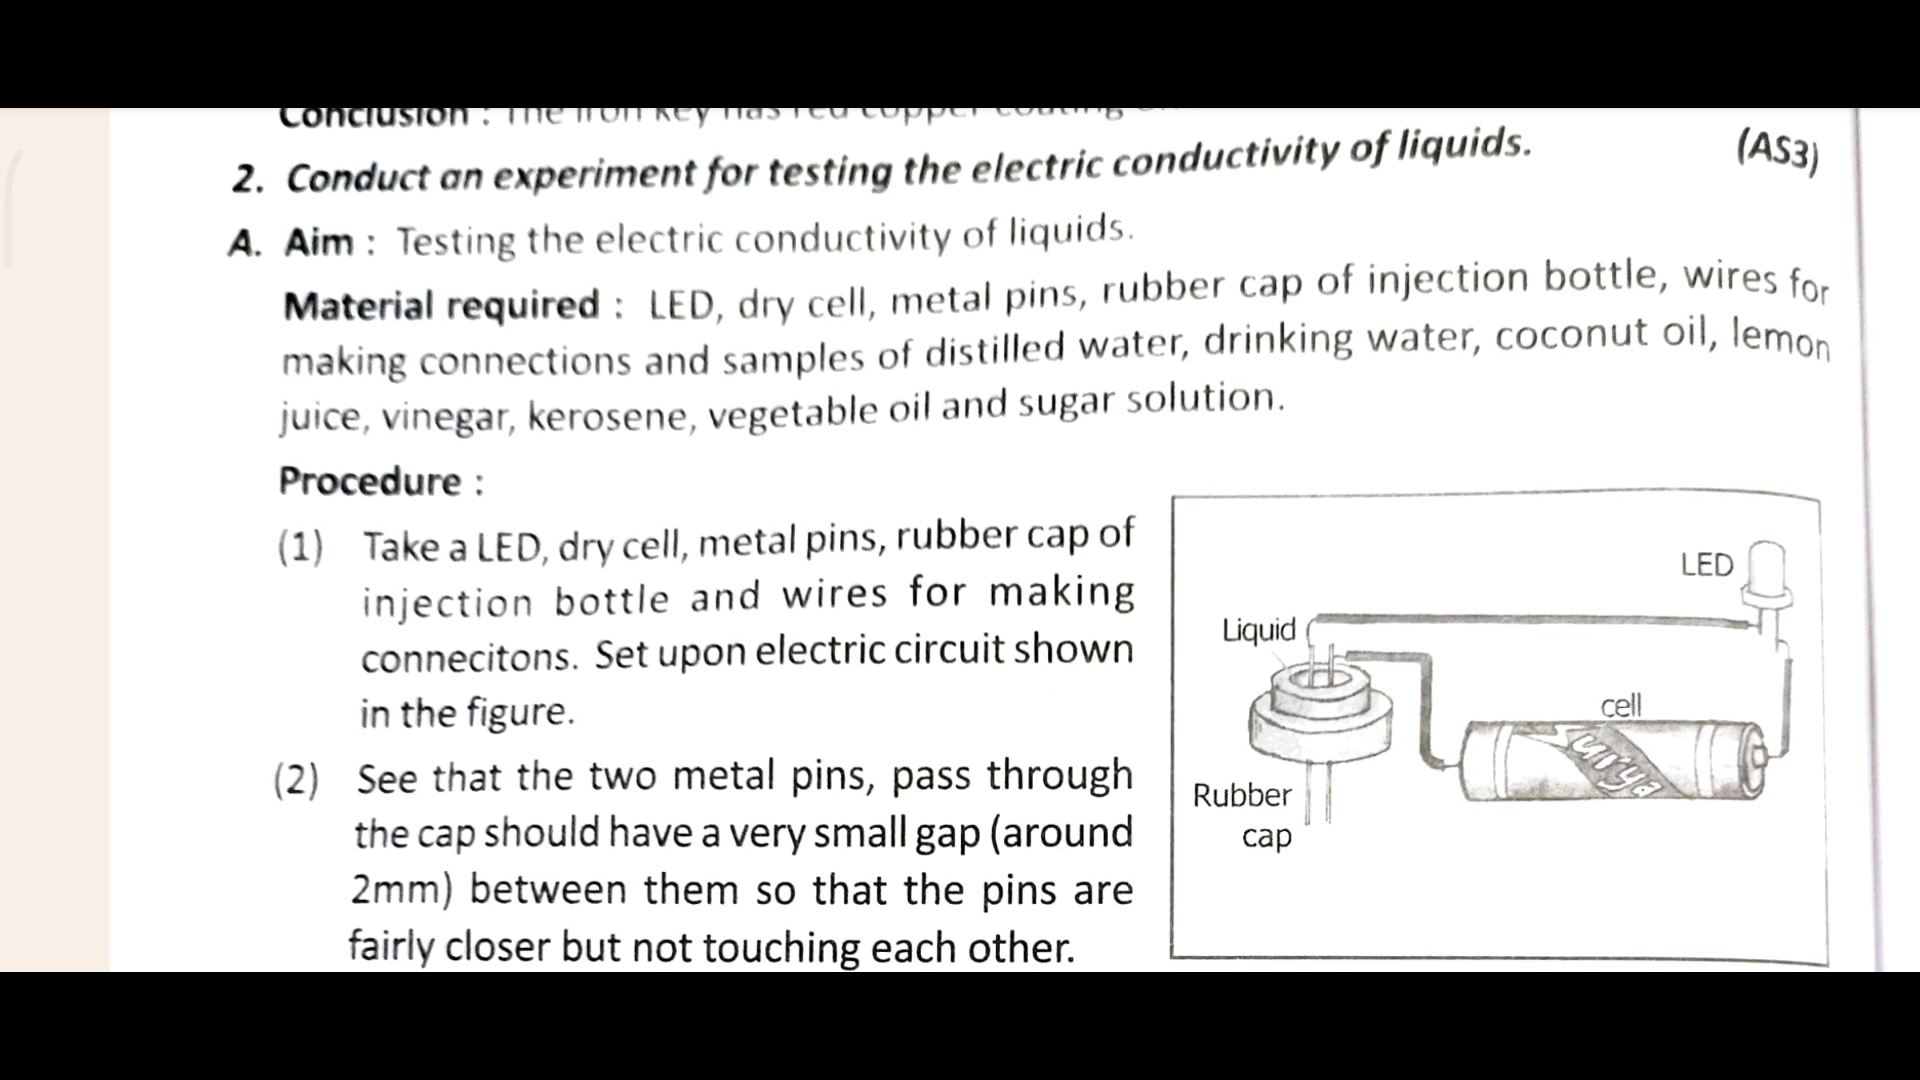 Conclusion : The iron key has red copper coating
2. Conduct an experiment for testing the electric conductivity of liquids. (AS3)
A. Aim : Testing the electric conductivity of liquids.
Material required : LED, dry cell, metal pins, rubber cap of injection bottle, wires for
making connections and samples of distilled water, drinking water, coconut oil, lemon
juice, vinegar, kerosene, vegetable oil and sugar solution.
Procedure :
(1) Take a LED, dry cell, metal pins, rubber cap of
injection bottle and wires for making
connecitons. Set upon electric circuit shown
in the figure.
(2) See that the two metal pins, pass through
the cap should have a very small gap (around
2mm) between them so that the pins are
fairly closer but not touching each other.
LED
Liquid
cell
Surya
Rubber
cap